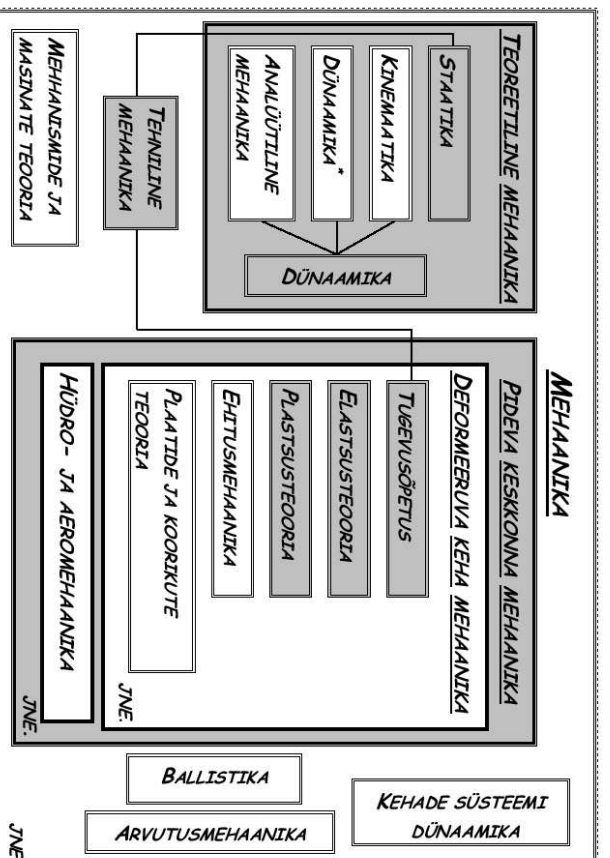 MEHAANIKA
TEOREETILINE MEHAANIKA
STAATIKA
KINEMAATIKA
DÜNAAMIKA*
ANALÜÜTILINE
MEHAANIKA
DÜNAAMIKA
TEHNILINE
MEHAANIKA
MEHHANISMIDE JA
MASINATE TEOORIA
PIDEVA KESKKONNA MEHAANIKA
DEFORMEERUVA KEHA MEHAANIKA
TUGEVUSÕPETUS
ELASTSUSTEOORIA
PLASTSUSTEOORIA
EHITUSMEHAANIKA
PLAATIDE JA KOORIKUTE
TEOORIA
JNE.
HÜDRO- JA AEROMEHAANIKA
JNE.
KEHADE SÜSTEEMI
DÜNAAMIKA
BALLISTIKA
ARVUTUSMEHAANIKA
JNE